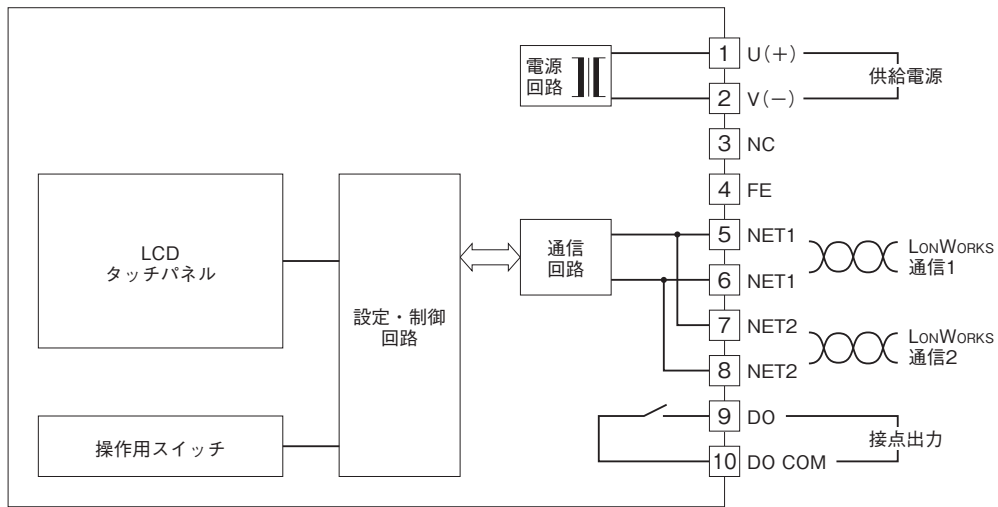 電源
回路
1 U(+)
2 V(−)
供給電源
3 NC
4 FE
LCD
タッチパネル
設定・制御
回路
通信
回路
5 NET1
6 NET1
LONWORKS
通信1
7 NET2
8 NET2
LONWORKS
通信2
操作用スイッチ
9 DO
10 DO COM
接点出力